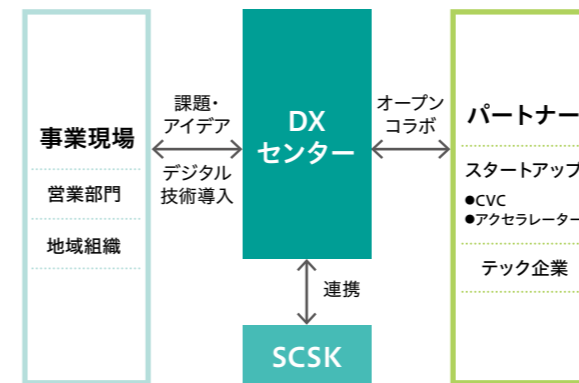 事業現場
営業部門
地域組織
課題・
アイデア
デジタル
技術導入
DX
センター
オープン
コラボ
パートナー
スタートアップ
●CVC
●アクセラレーター
テック企業
連携
SCSK